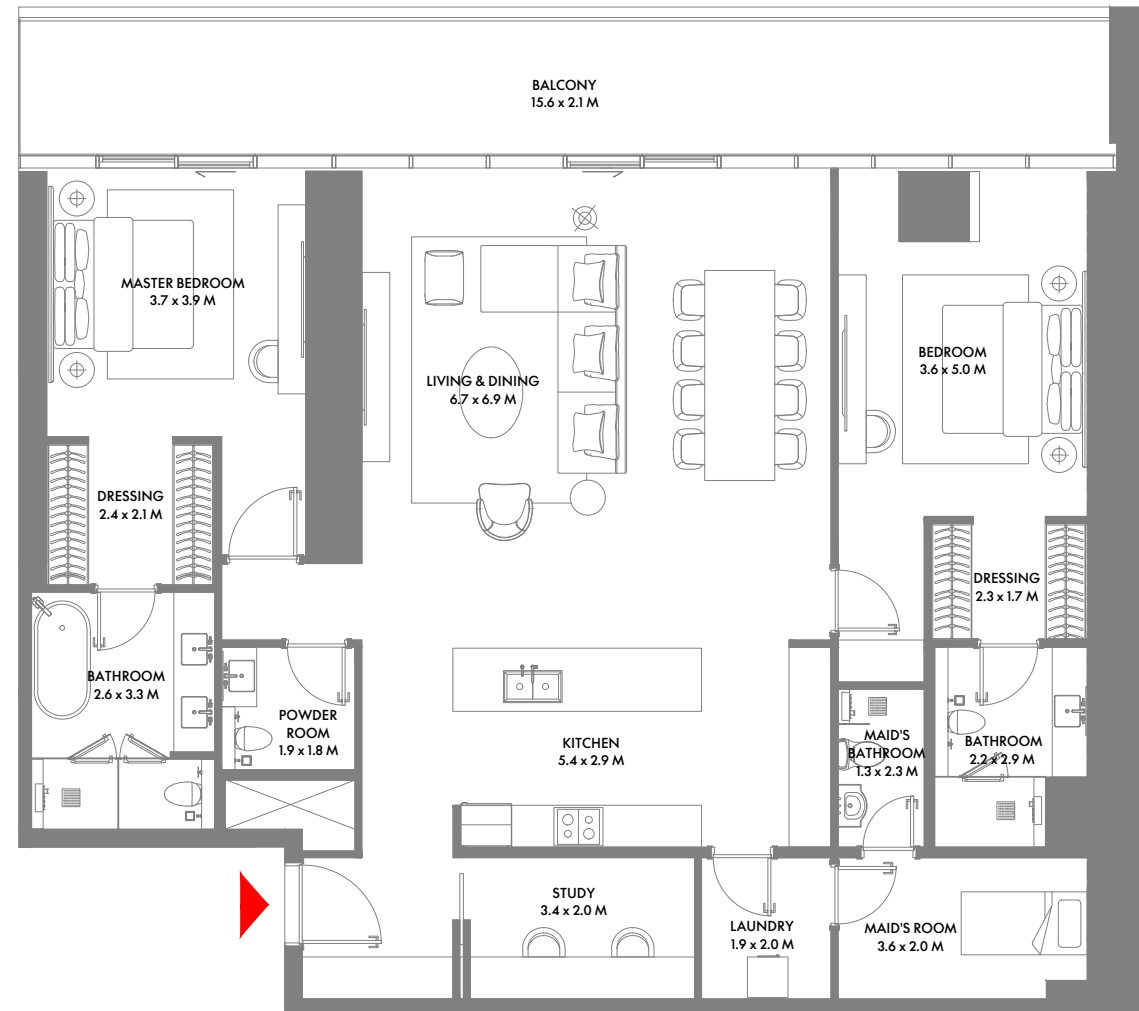 BALCONY
15.6 x 2.1 M
MASTER BEDROOM
3.7 x 3.9 M
LIVING & DINING
6.7 x 6.9 M
BEDROOM
3.6 x 5.0 M
DRESSING
2.4 x 2.1 M
DRESSING
2.3 x 1.7 M
BATHROOM
2.6 x 3.3 M
POWDER
ROOM
1.9 x 1.8 M
KITCHEN
5.4 x 2.9 M
MAID'S
BATHROOM
1.3 x 2.3 M
BATHROOM
2.2 x 2.9 M
STUDY
3.4 x 2.0 M
LAUNDRY
1.9 x 2.0 M
MAID'S ROOM
3.6 x 2.0 M